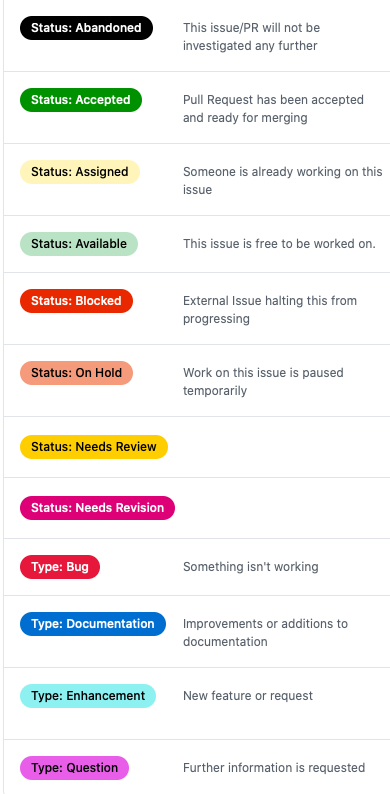 Status: Abandoned
This issue/PR will not be
investigated any further
Status: Accepted
Pull Request has been accepted
and ready for merging
Status: Assigned
Someone is already working on this
issue
Status: Available
This issue is free to be worked on.
Status: Blocked
External Issue halting this from
progressing
Status: On Hold
Work on this issue is paused
temporarily
Status: Needs Review
Status: Needs Revision
Type: Bug
Something isn't working
Type: Documentation
Improvements or additions to
documentation
Type: Enhancement
New feature or request
Type: Question
Further information is requested